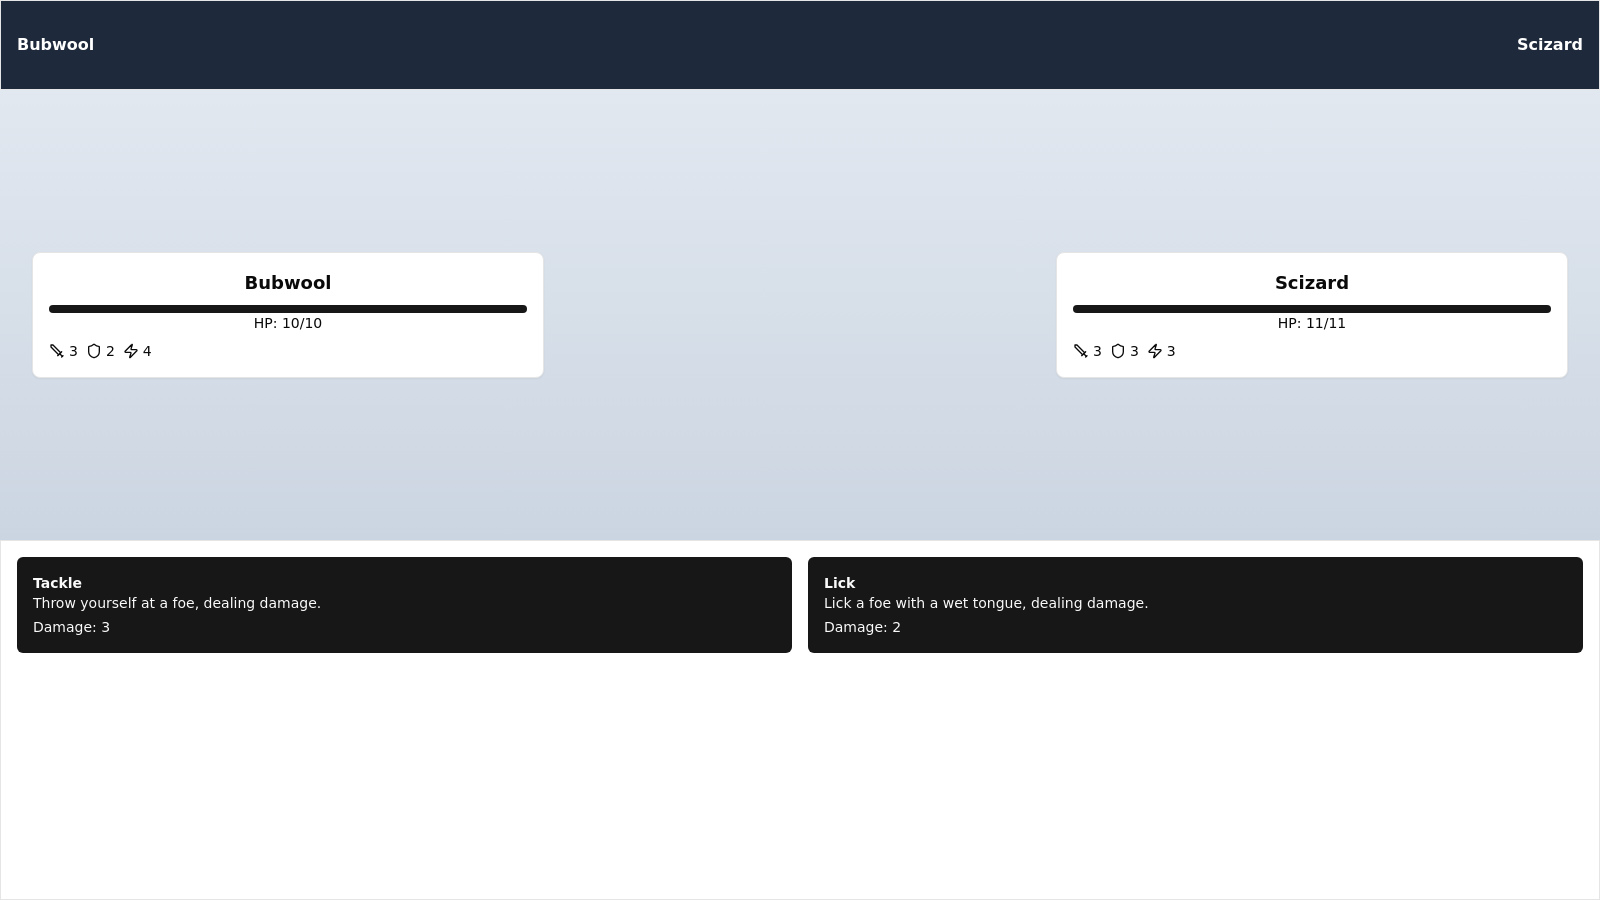 Bubwool
Scizard
Bubwool
HP: 10/10
3 2 4
Scizard
HP: 11/11
3 3 3
Tackle
Throw yourself at a foe, dealing damage.
Damage: 3
Lick
Lick a foe with a wet tongue, dealing damage.
Damage: 2